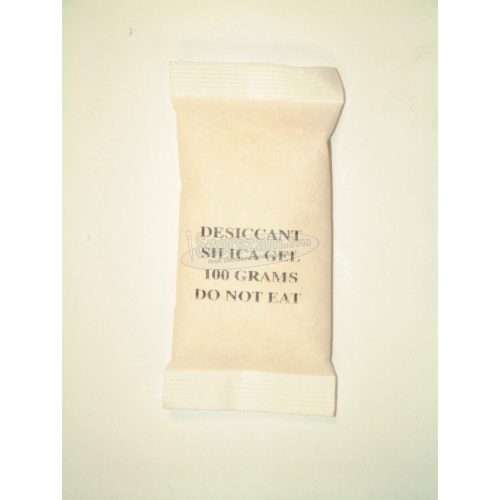 DESICCANT
SILICA GEL
100 GRAMS
DO NOT EAT